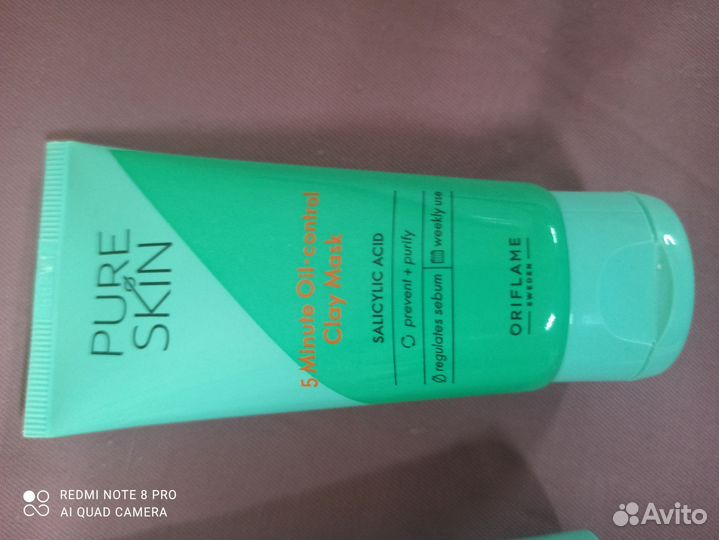 PURE
SKIN
5 Minute Oil-control
Clay Mask
SALICYLIC ACID
prevent + purify
regulates sebum | weekly use
ORIFLAME
SWEDEN
REDMI NOTE 8 PRO
AI QUAD CAMERA
Avito